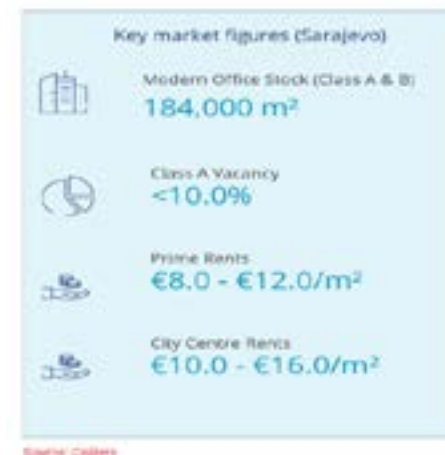 Key market figures (Sarajevo)
Modern Office Stock (Class A & B)
184,000 m²
Class A Vacancy
<10.0%
Prime Rents
€8.0 - €12.0/m²
City Centre Rents
€10.0 - €16.0/m²
Source: Colliers